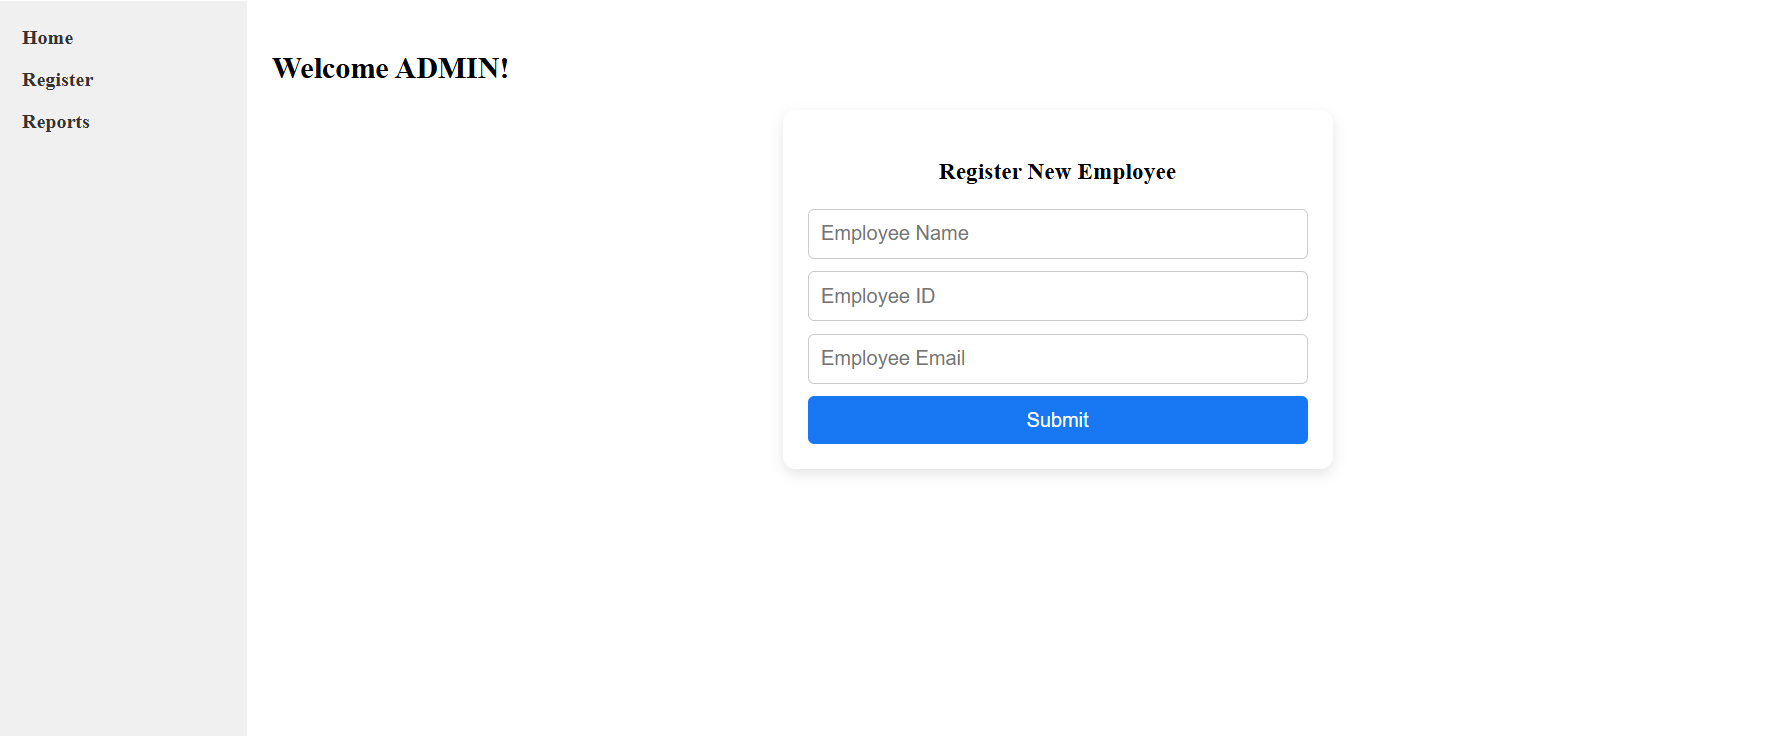 Home
Register
Reports
Welcome ADMIN!
Register New Employee
Employee Name
Employee ID
Employee Email
Submit